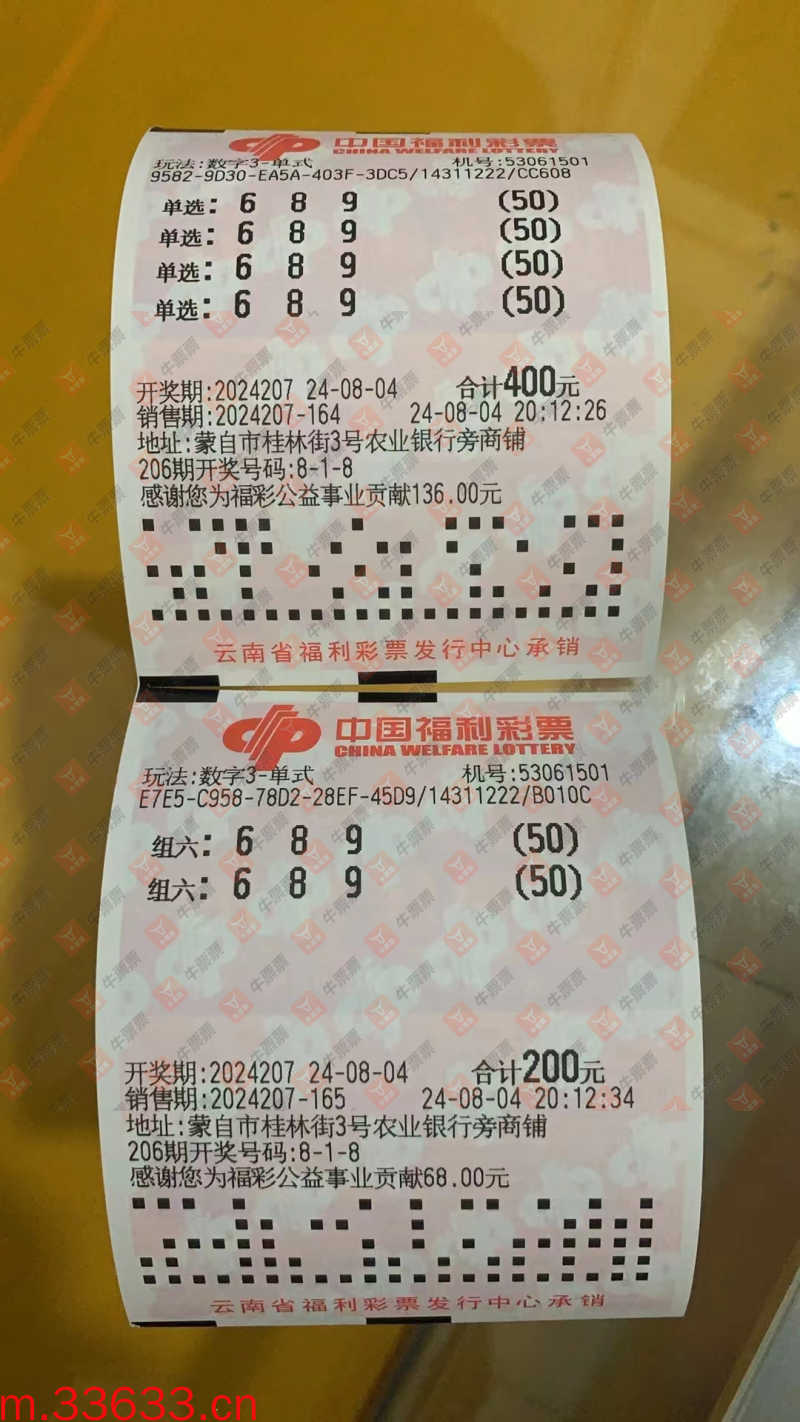 中国福利彩票
CHINA WELFARE LOTTERY
玩法:数字3-单式 机号:53061501
9582-9D30-EA5A-403F-3DC5/14311222/CC608
单选: 6 8 9 (50)
单选: 6 8 9 (50)
单选: 6 8 9 (50)
单选: 6 8 9 (50)
开奖期:2024207 24-08-04 合计400元
销售期:2024207-164 24-08-04 20:12:26
地址:蒙自市桂林街3号农业银行旁商铺
206期开奖号码:8-1-8
感谢您为福彩公益事业贡献136.00元
云南省福利彩票发行中心承销
中国福利彩票
CHINA WELFARE LOTTERY
玩法:数字3-单式 机号:53061501
E7E5-C958-78D2-28EF-45D9/14311222/B010C
组六: 6 8 9 (50)
组六: 6 8 9 (50)
开奖期:2024207 24-08-04 合计200元
销售期:2024207-165 24-08-04 20:12:34
地址:蒙自市桂林街3号农业银行旁商铺
206期开奖号码:8-1-8
感谢您为福彩公益事业贡献68.00元
云南省福利彩票发行中心承销
牛票票
m.33633.cn